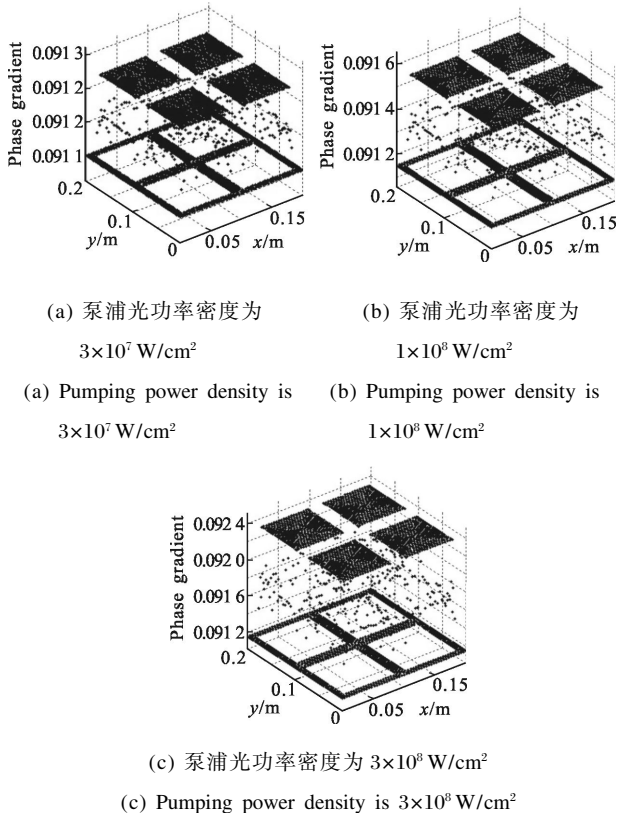 0.091 3
0.091 2
0.091 2
0.091 1
Phase gradient
0.2
0.1
0
y/m
0.05
0.15
x/m
0.091 6
0.091 4
0.091 2
Phase gradient
0.2
0.1
0
y/m
0.05
0.15
x/m
(a) 泵浦光功率密度为
3×10⁷ W/cm²
(a) Pumping power density is
3×10⁷ W/cm²
(b) 泵浦光功率密度为
1×10⁸ W/cm²
(b) Pumping power density is
1×10⁸ W/cm²
0.092 4
0.092 0
0.091 6
0.091 2
Phase gradient
0.2
0.1
0
y/m
0.05
0.15
x/m
(c) 泵浦光功率密度为 3×10⁸ W/cm²
(c) Pumping power density is 3×10⁸ W/cm²